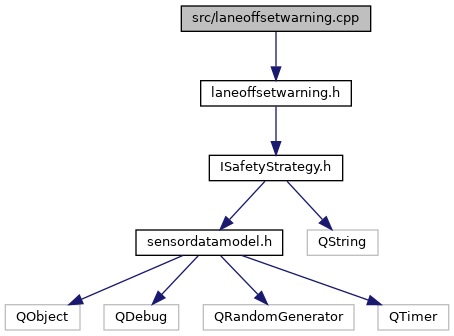 src/laneoffsetwarning.cpp
laneoffsetwarning.h
ISafetyStrategy.h
sensordatamodel.h
QString
QObject
QDebug
QRandomGenerator
QTimer